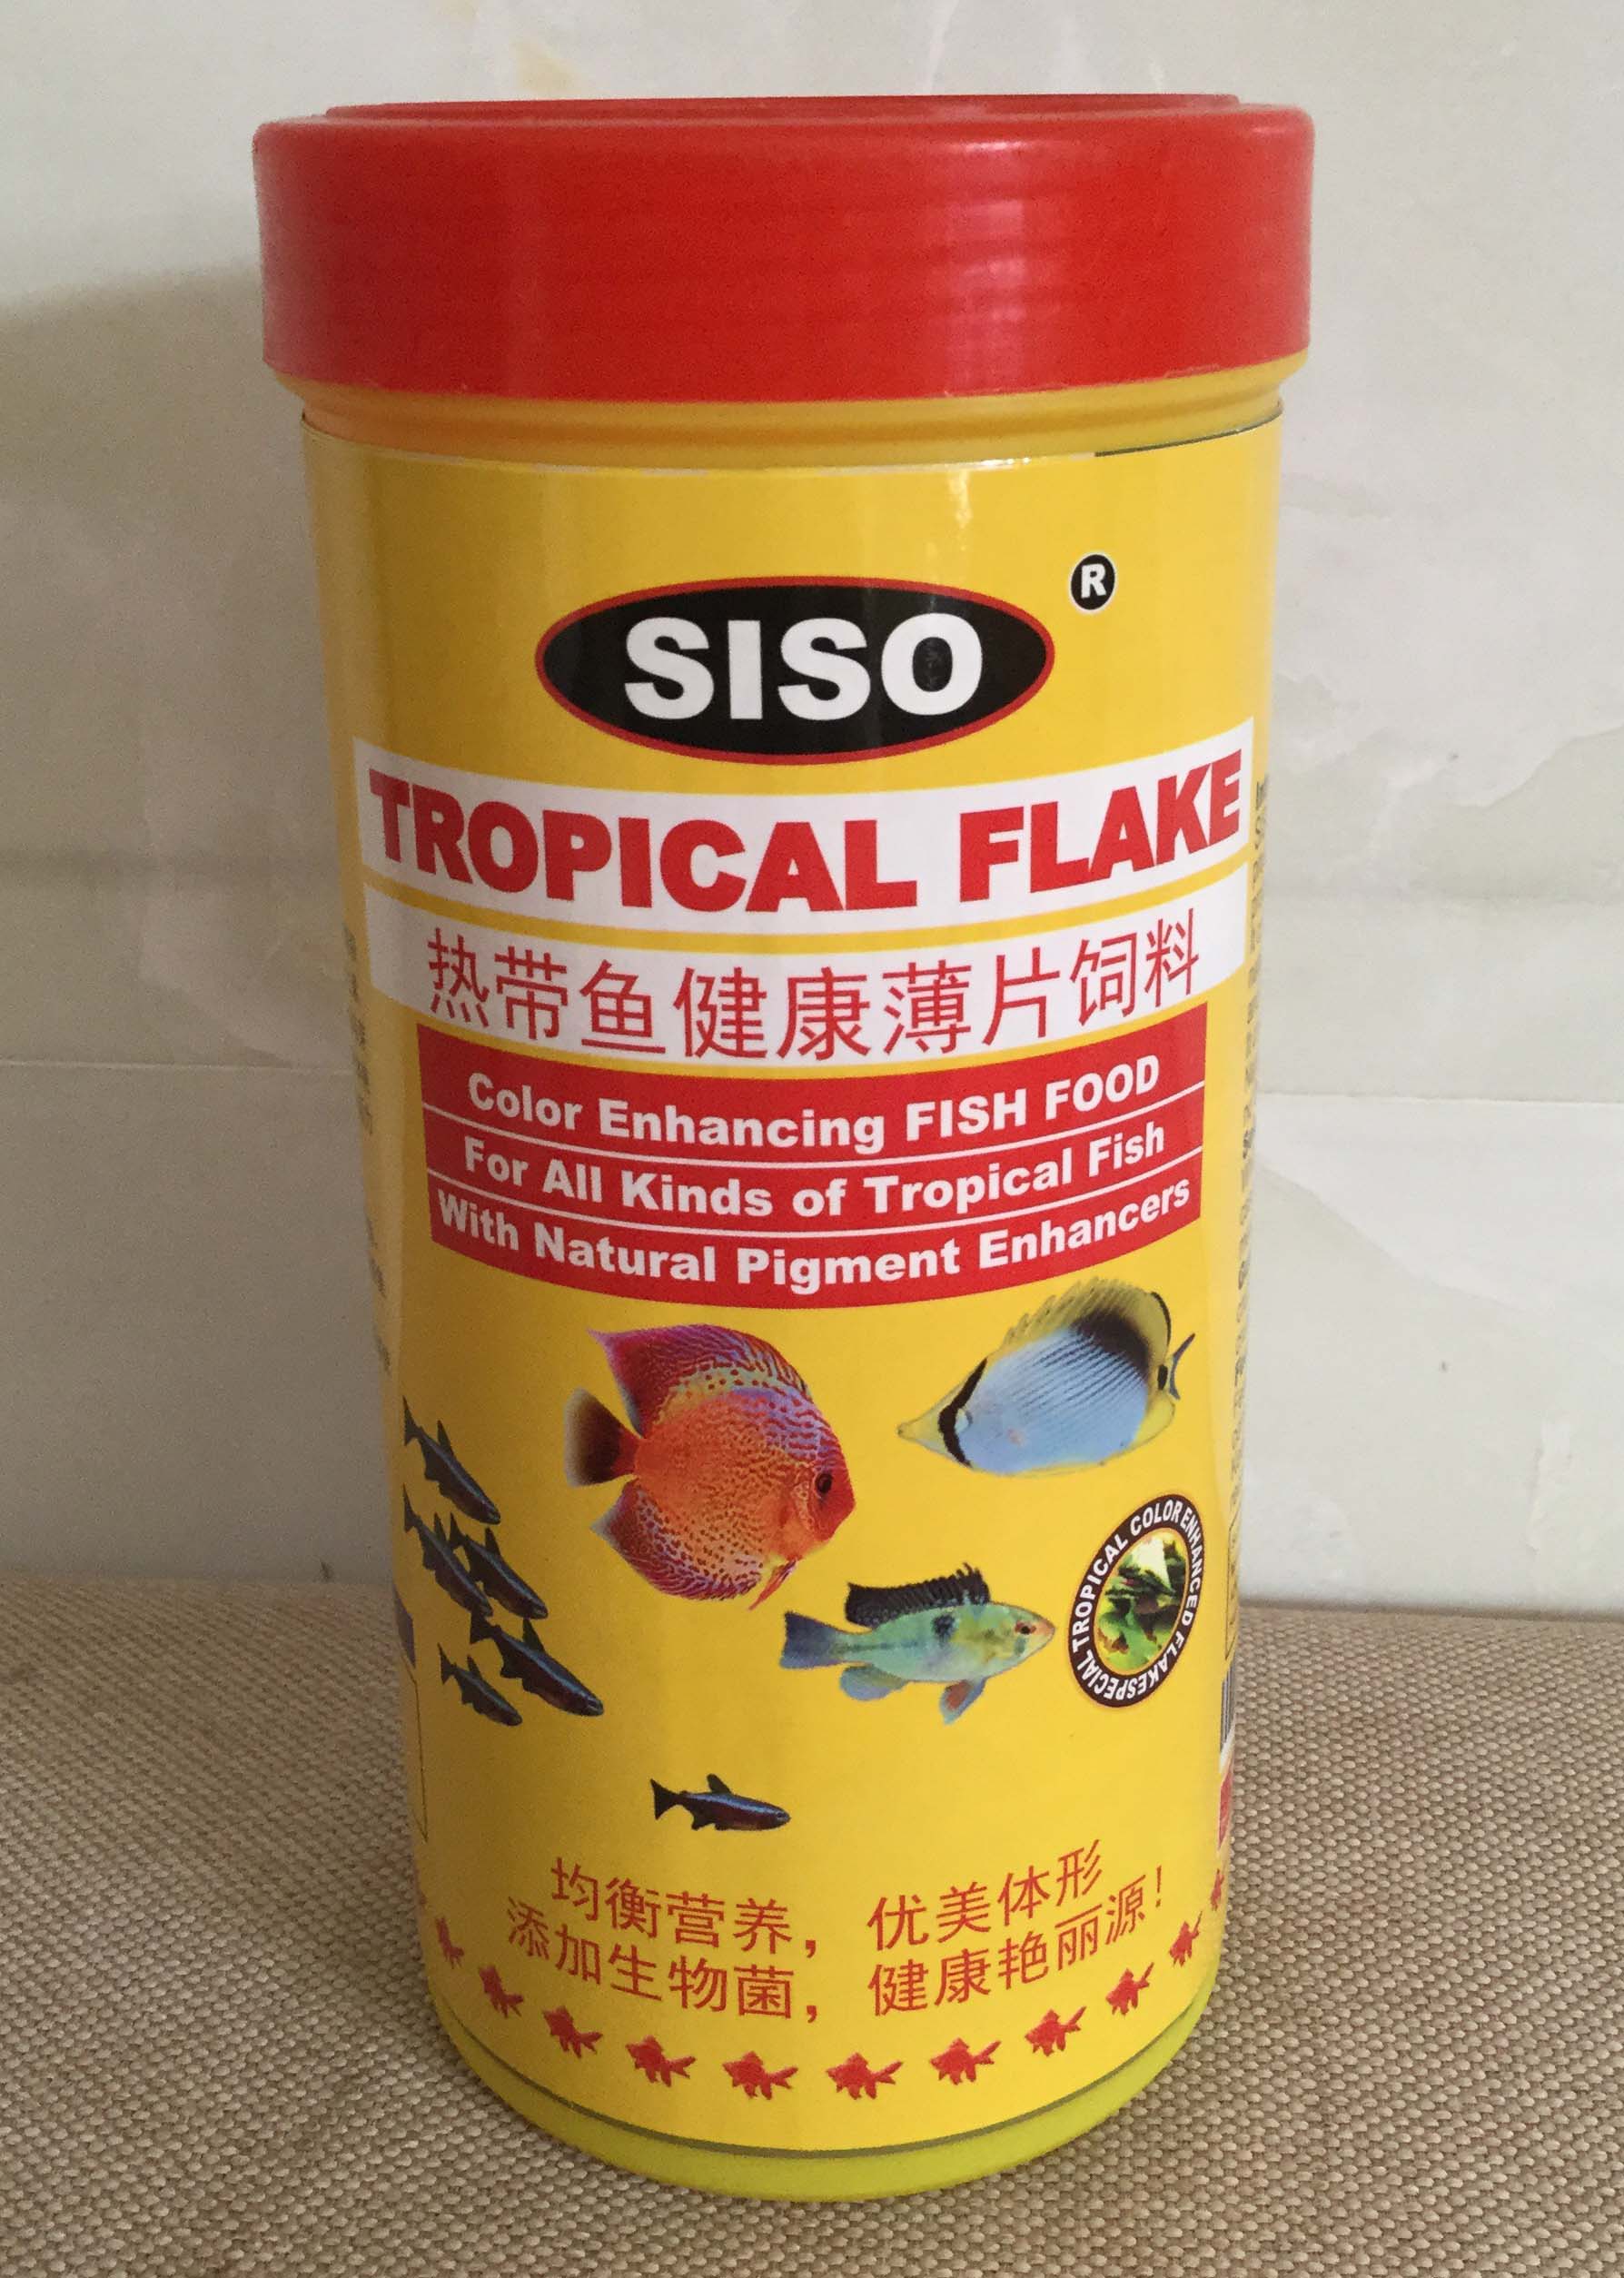 SISO
®
TROPICAL FLAKE
热带鱼健康薄片饲料
Color Enhancing FISH FOOD
For All Kinds of Tropical Fish
With Natural Pigment Enhancers
SPECIAL TROPICAL COLOR ENHANCED FLAKE
均衡营养，优美体形
添加生物菌，健康艳丽源！